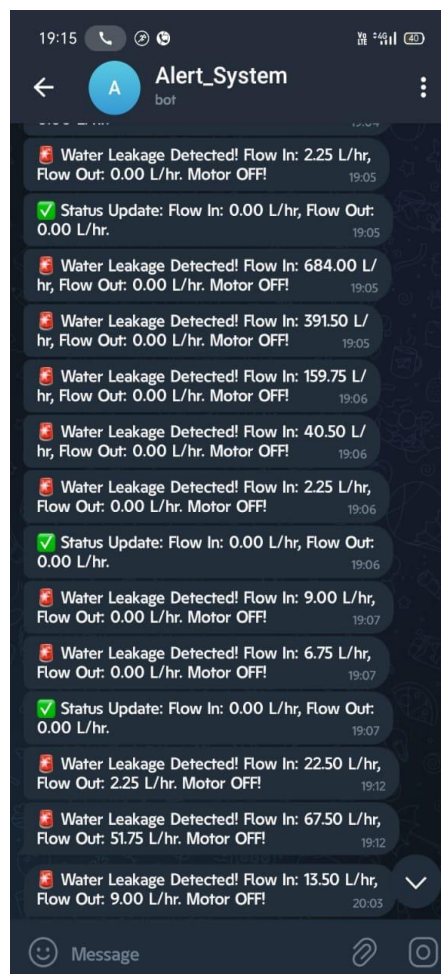 19:15
Vo LTE 4G 40
A
Alert_System
bot
🚨 Water Leakage Detected! Flow In: 2.25 L/hr,
Flow Out: 0.00 L/hr. Motor OFF! 19:05
✅ Status Update: Flow In: 0.00 L/hr, Flow Out:
0.00 L/hr. 19:05
🚨 Water Leakage Detected! Flow In: 684.00 L/
hr, Flow Out: 0.00 L/hr. Motor OFF! 19:05
🚨 Water Leakage Detected! Flow In: 391.50 L/
hr, Flow Out: 0.00 L/hr. Motor OFF! 19:05
🚨 Water Leakage Detected! Flow In: 159.75 L/
hr, Flow Out: 0.00 L/hr. Motor OFF! 19:06
🚨 Water Leakage Detected! Flow In: 40.50 L/
hr, Flow Out: 0.00 L/hr. Motor OFF! 19:06
🚨 Water Leakage Detected! Flow In: 2.25 L/hr,
Flow Out: 0.00 L/hr. Motor OFF! 19:06
✅ Status Update: Flow In: 0.00 L/hr, Flow Out:
0.00 L/hr. 19:06
🚨 Water Leakage Detected! Flow In: 9.00 L/hr,
Flow Out: 0.00 L/hr. Motor OFF! 19:07
🚨 Water Leakage Detected! Flow In: 6.75 L/hr,
Flow Out: 0.00 L/hr. Motor OFF! 19:07
✅ Status Update: Flow In: 0.00 L/hr, Flow Out:
0.00 L/hr. 19:07
🚨 Water Leakage Detected! Flow In: 22.50 L/hr,
Flow Out: 2.25 L/hr. Motor OFF! 19:12
🚨 Water Leakage Detected! Flow In: 67.50 L/hr,
Flow Out: 51.75 L/hr. Motor OFF! 19:12
🚨 Water Leakage Detected! Flow In: 13.50 L/hr,
Flow Out: 9.00 L/hr. Motor OFF! 20:03
Message